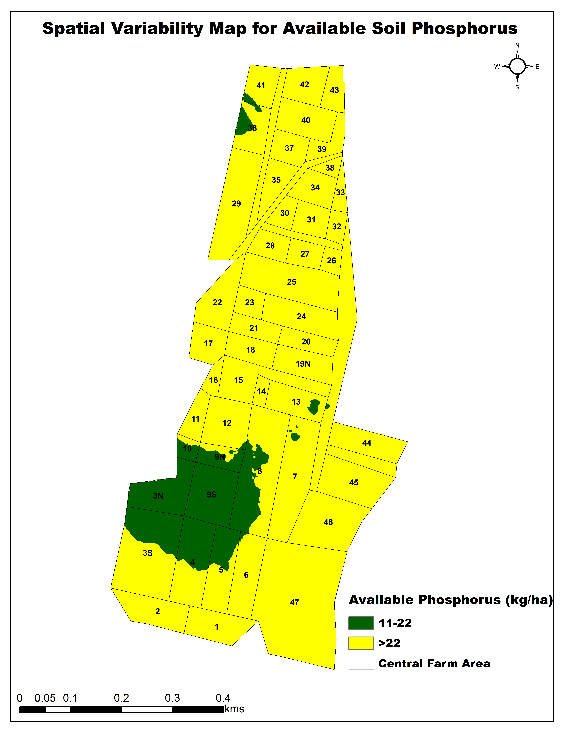 Spatial Variability Map for Available Soil Phosphorus
N
W E
S
41 42 43
36 40
37 39
38
35 34 33
29 30 31 32
28 27 26
25
22 23 24
21 20
17 18 19N
16 15 14 13
11 12
10 9N 8 7 44
3N 9S 45
46
3S 4 5 6
2 1 47
Available Phosphorus (kg/ha)
11-22
>22
Central Farm Area
0 0.05 0.1 0.2 0.3 0.4
kms